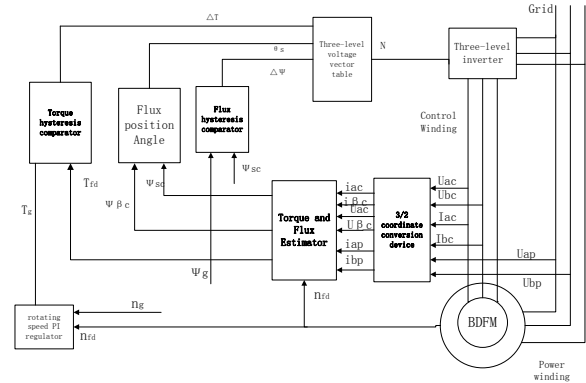 Grid
ΔT
θs
ΔΨ
Three-level
voltage
vector
table
N
Three-level
inverter
Torque
hysteresis
comparator
Flux
position
Angle
Flux
hysteresis
comparator
Control
Winding
Tg
Tfd
Ψβc
Ψsc
Ψsc
Ψg
Torque and
Flux
Estimator
iac
iβc
Uac
Uβc
iap
ibp
3/2
coordinate
conversion
device
Uac
Ubc
Iac
Ibc
Uap
Ubp
rotating
speed PI
regulator
ng
nfd
nfd
BDFM
Power
winding